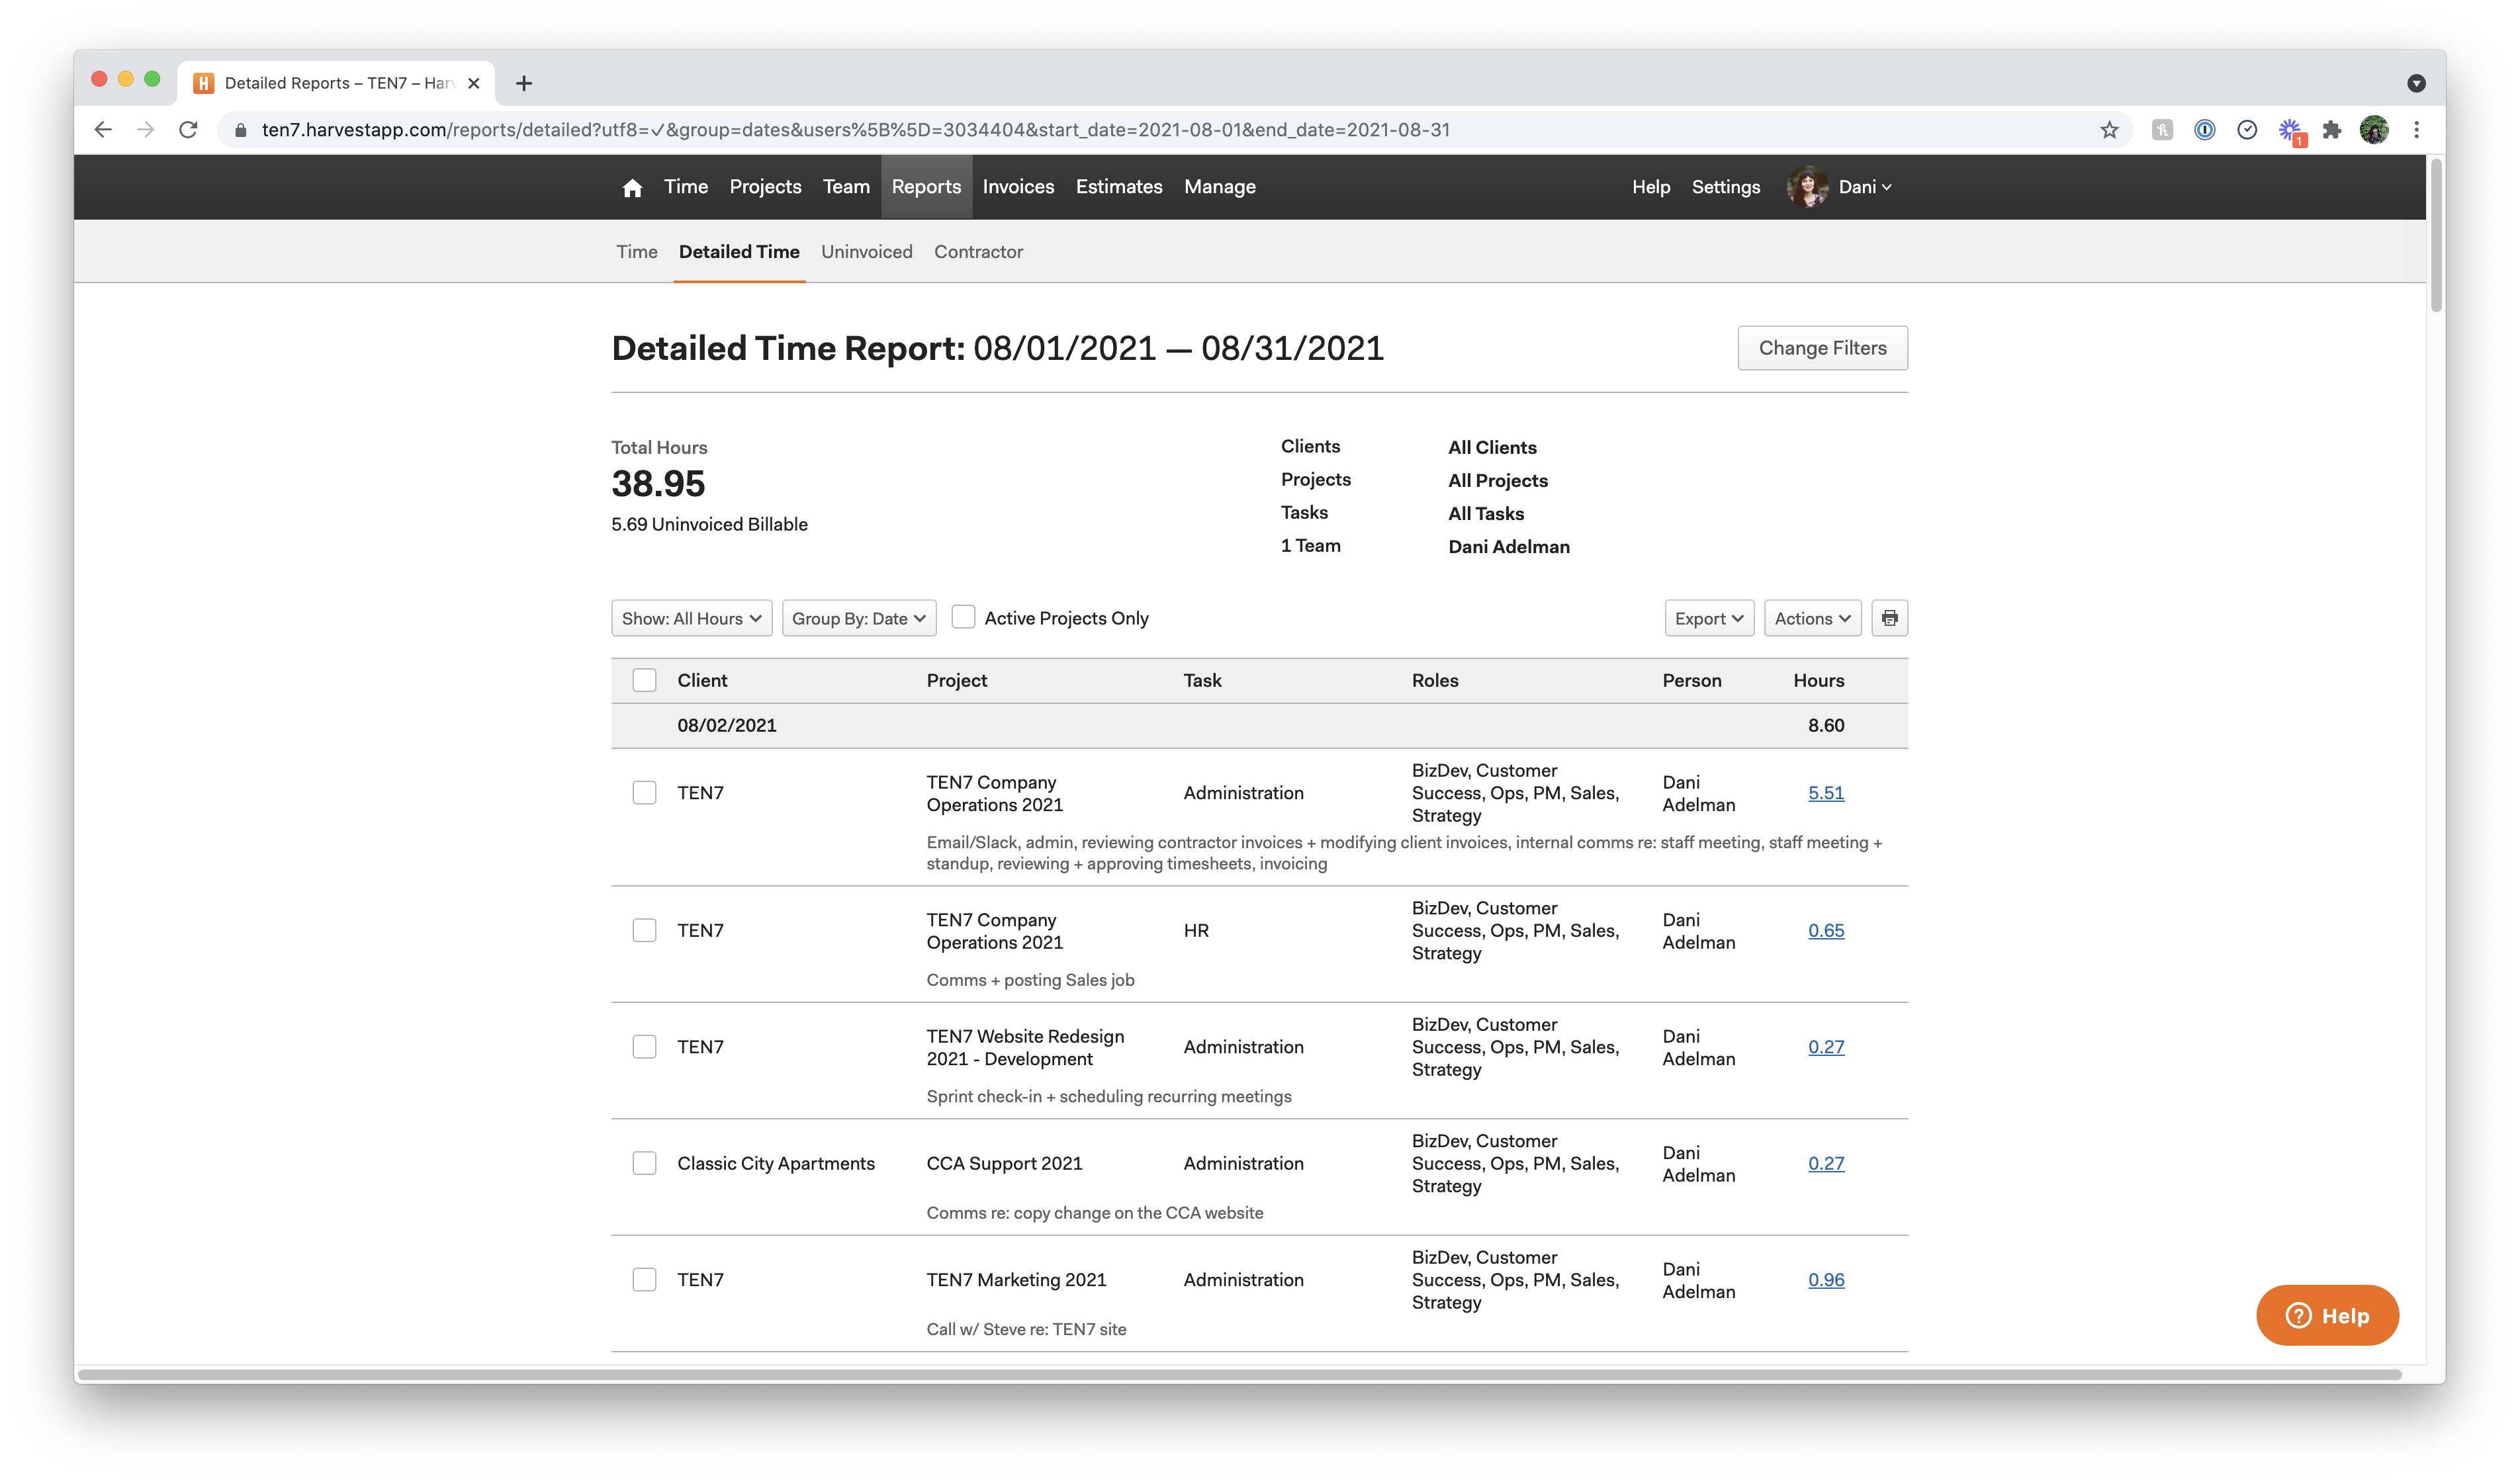 Detailed Reports – TEN7 – Har
ten7.harvestapp.com/reports/detailed?utf8=✓&group=dates&users%5B%5D=3034404&start_date=2021-08-01&end_date=2021-08-31
1
Time Projects Team Reports Invoices Estimates Manage Help Settings Dani
Time Detailed Time Uninvoiced Contractor
Detailed Time Report: 08/01/2021 — 08/31/2021 Change Filters
Total Hours
38.95
5.69 Uninvoiced Billable
Clients All Clients
Projects All Projects
Tasks All Tasks
1 Team Dani Adelman
Show: All Hours Group By: Date Active Projects Only Export Actions
Client Project Task Roles Person Hours
08/02/2021 8.60
TEN7
TEN7 Company
Operations 2021
Administration
BizDev, Customer
Success, Ops, PM, Sales,
Strategy
Dani
Adelman
5.51
Email/Slack, admin, reviewing contractor invoices + modifying client invoices, internal comms re: staff meeting, staff meeting +
standup, reviewing + approving timesheets, invoicing
TEN7
TEN7 Company
Operations 2021
HR
BizDev, Customer
Success, Ops, PM, Sales,
Strategy
Dani
Adelman
0.65
Comms + posting Sales job
TEN7
TEN7 Website Redesign
2021 - Development
Administration
BizDev, Customer
Success, Ops, PM, Sales,
Strategy
Dani
Adelman
0.27
Sprint check-in + scheduling recurring meetings
Classic City Apartments
CCA Support 2021
Administration
BizDev, Customer
Success, Ops, PM, Sales,
Strategy
Dani
Adelman
0.27
Comms re: copy change on the CCA website
TEN7
TEN7 Marketing 2021
Administration
BizDev, Customer
Success, Ops, PM, Sales,
Strategy
Dani
Adelman
0.96
Call w/ Steve re: TEN7 site
Help